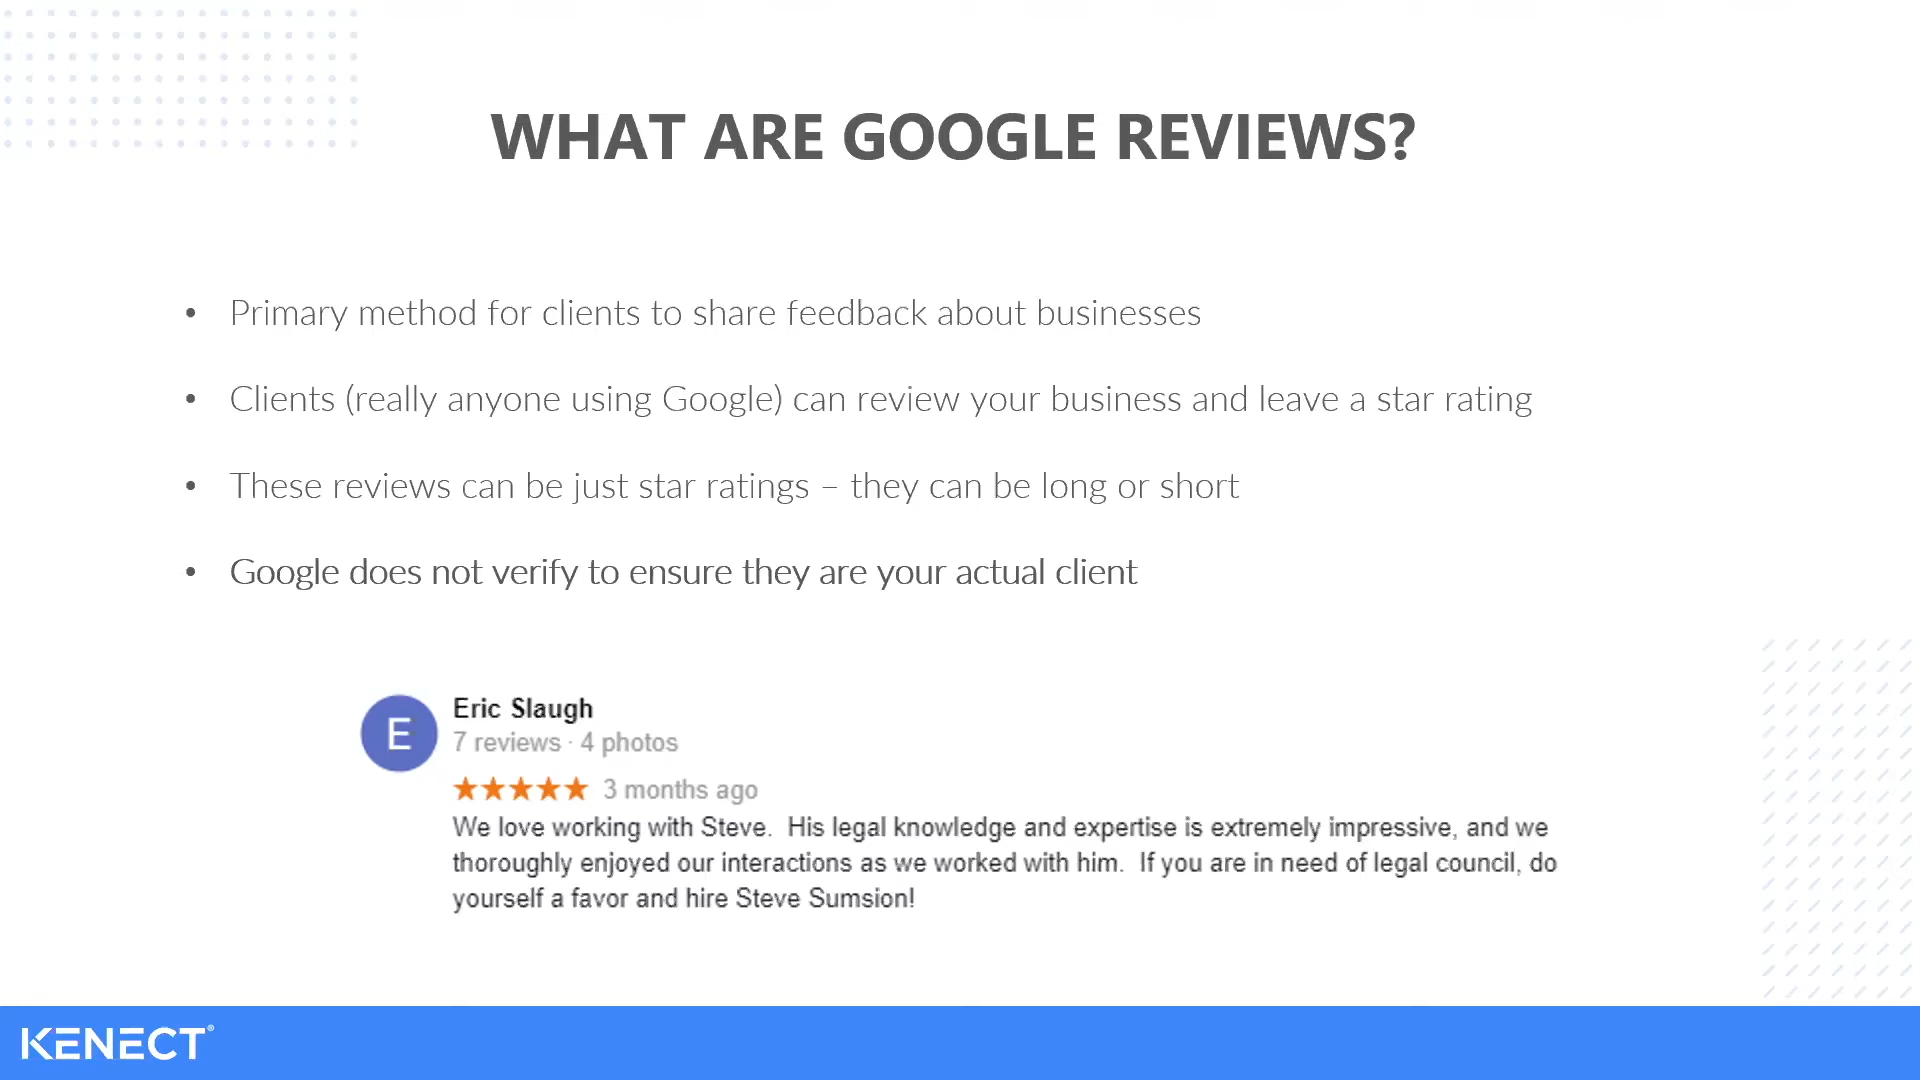 WHAT ARE GOOGLE REVIEWS?
• Primary method for clients to share feedback about businesses
• Clients (really anyone using Google) can review your business and leave a star rating
• These reviews can be just star ratings – they can be long or short
• Google does not verify to ensure they are your actual client
E
Eric Slaugh
7 reviews · 4 photos
★★★★★ 3 months ago
We love working with Steve.  His legal knowledge and expertise is extremely impressive, and we
thoroughly enjoyed our interactions as we worked with him.  If you are in need of legal council, do
yourself a favor and hire Steve Sumsion!
KENECT®